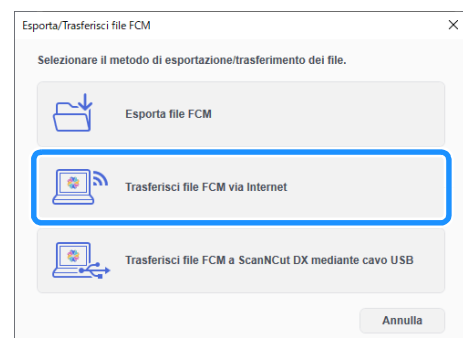 Esporta/Trasferisci file FCM
Selezionare il metodo di esportazione/trasferimento dei file.
Esporta file FCM
Trasferisci file FCM via Internet
Trasferisci file FCM a ScanNCut DX mediante cavo USB
Annulla